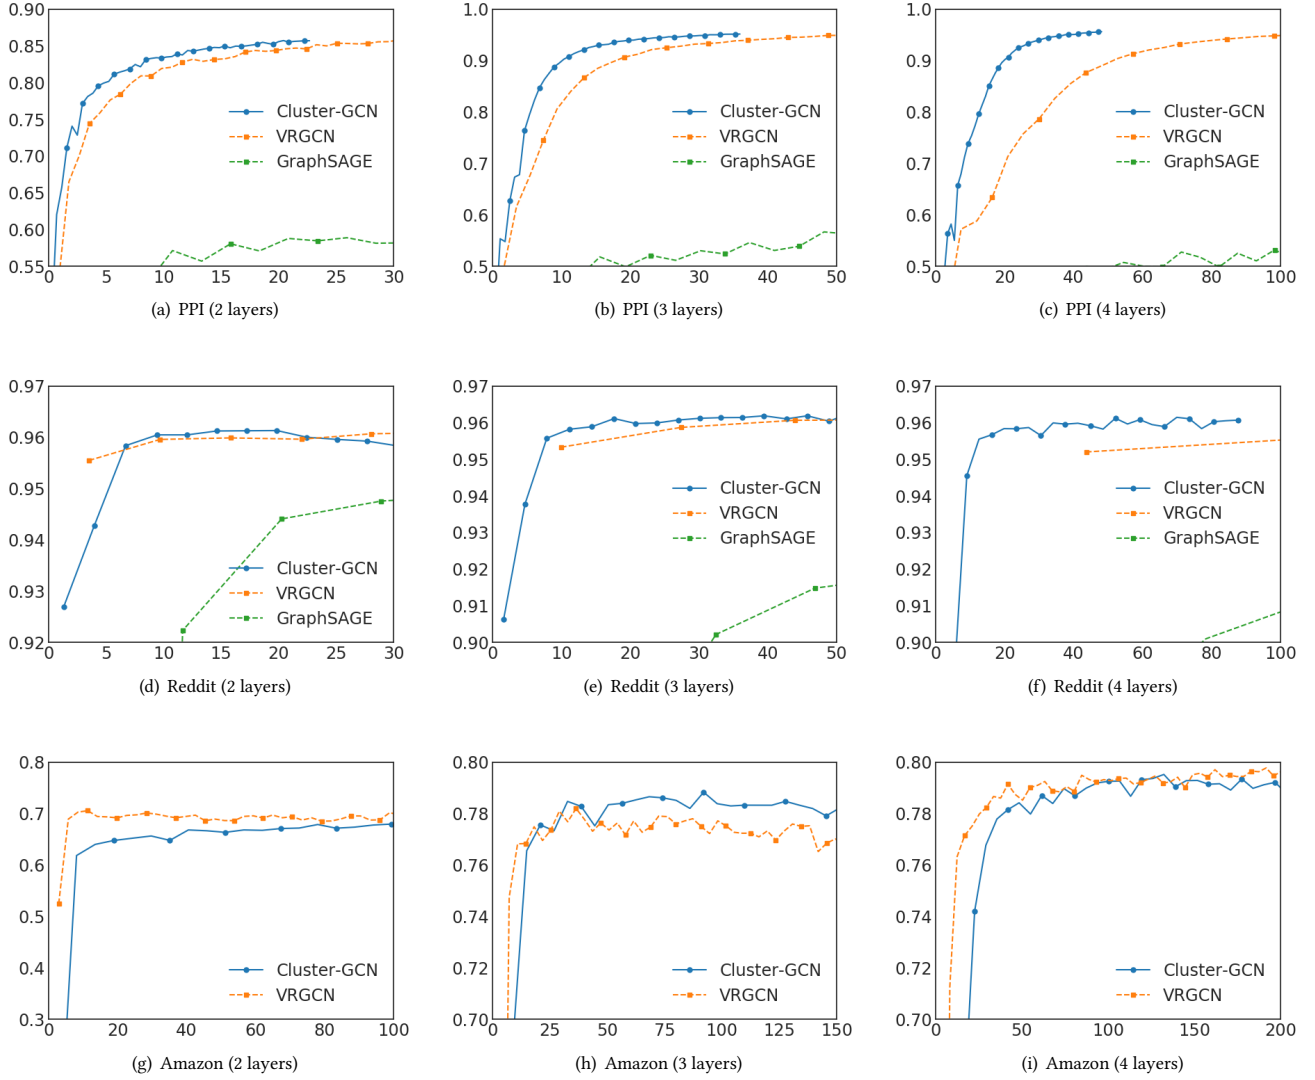 0.90
0.85
0.80
0.75
0.70
0.65
0.60
0.55
0 5 10 15 20 25 30
Cluster-GCN
VRGCN
GraphSAGE
(a) PPI (2 layers)
1.0
0.9
0.8
0.7
0.6
0.5
0 10 20 30 40 50
Cluster-GCN
VRGCN
GraphSAGE
(b) PPI (3 layers)
1.0
0.9
0.8
0.7
0.6
0.5
0 20 40 60 80 100
Cluster-GCN
VRGCN
GraphSAGE
(c) PPI (4 layers)
0.97
0.96
0.95
0.94
0.93
0.92
0 5 10 15 20 25 30
Cluster-GCN
VRGCN
GraphSAGE
(d) Reddit (2 layers)
0.97
0.96
0.95
0.94
0.93
0.92
0.91
0.90
0 10 20 30 40 50
Cluster-GCN
VRGCN
GraphSAGE
(e) Reddit (3 layers)
0.97
0.96
0.95
0.94
0.93
0.92
0.91
0.90
0 20 40 60 80 100
Cluster-GCN
VRGCN
GraphSAGE
(f) Reddit (4 layers)
0.8
0.7
0.6
0.5
0.4
0.3
0 20 40 60 80 100
Cluster-GCN
VRGCN
(g) Amazon (2 layers)
0.80
0.78
0.76
0.74
0.72
0.70
0 25 50 75 100 125 150
Cluster-GCN
VRGCN
(h) Amazon (3 layers)
0.80
0.78
0.76
0.74
0.72
0.70
0 50 100 150 200
Cluster-GCN
VRGCN
(i) Amazon (4 layers)